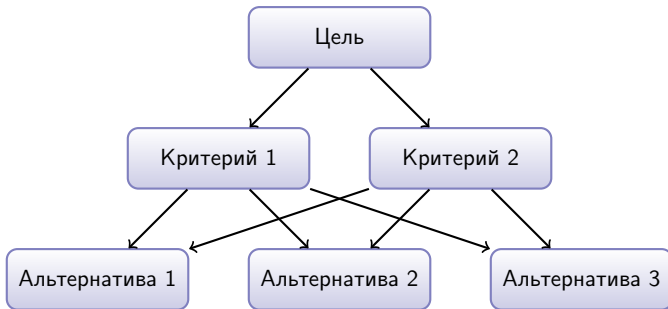 Цель
Критерий 1
Критерий 2
Альтернатива 1
Альтернатива 2
Альтернатива 3